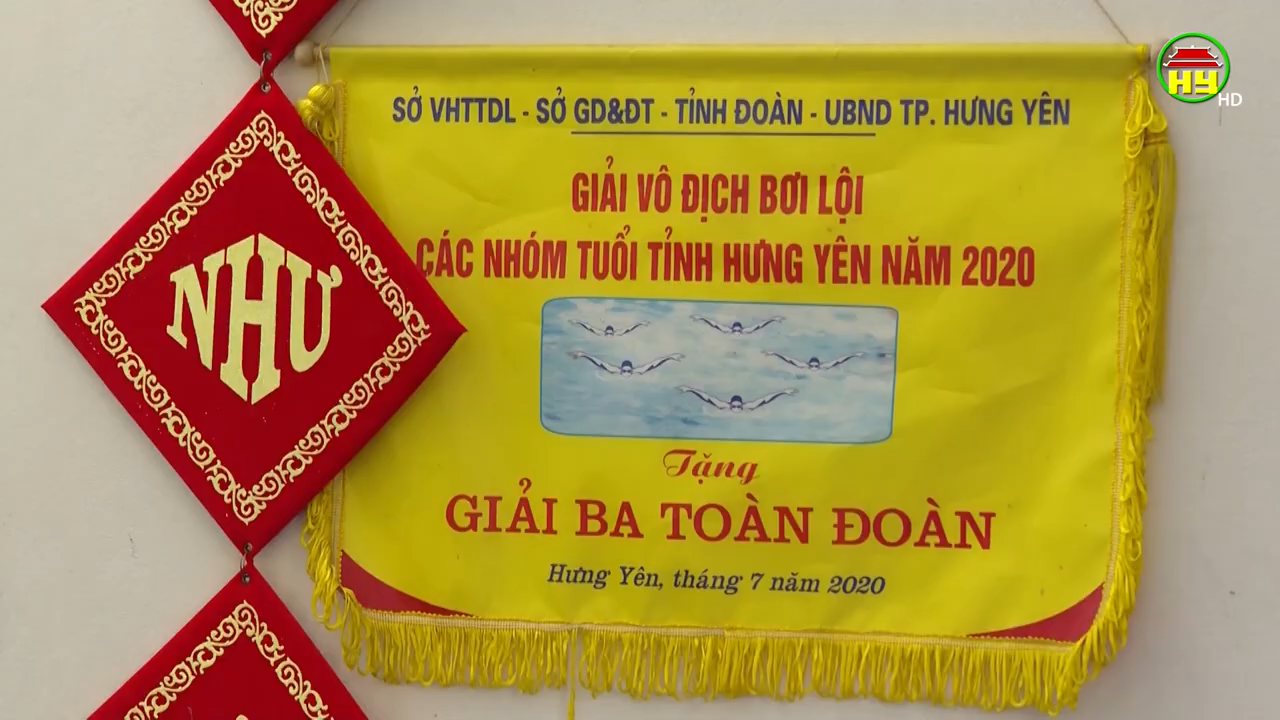 HY
HD
SỞ VHTTDL - SỞ GD&ĐT - TỈNH ĐOÀN - UBND TP. HƯNG YÊN
GIẢI VÔ ĐỊCH BƠI LỘI
CÁC NHÓM TUỔI TỈNH HƯNG YÊN NĂM 2020
NHƯ
Tặng
GIẢI BA TOÀN ĐOÀN
Hưng Yên, tháng 7 năm 2020